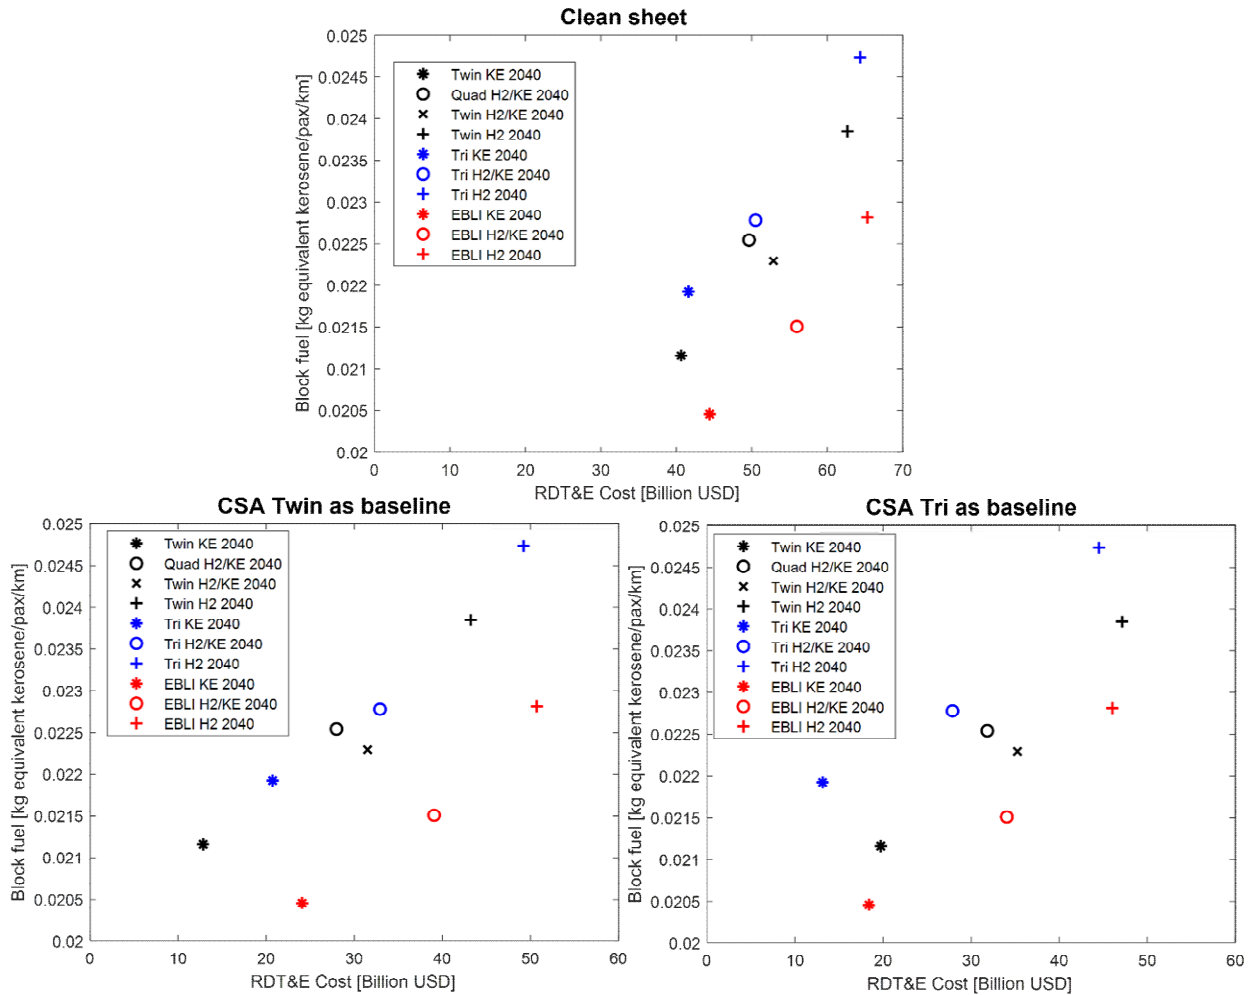 Clean sheet
0.025
0.0245
0.024
0.0235
0.023
0.0225
0.022
0.0215
0.021
0.0205
0.02
Block fuel [kg equivalent kerosene/pax/km]
Twin KE 2040
Quad H2/KE 2040
Twin H2/KE 2040
Twin H2 2040
Tri KE 2040
Tri H2/KE 2040
Tri H2 2040
EBLI KE 2040
EBLI H2/KE 2040
EBLI H2 2040
0 10 20 30 40 50 60 70
RDT&E Cost [Billion USD]
CSA Twin as baseline
0.025
0.0245
0.024
0.0235
0.023
0.0225
0.022
0.0215
0.021
0.0205
0.02
Block fuel [kg equivalent kerosene/pax/km]
Twin KE 2040
Quad H2/KE 2040
Twin H2/KE 2040
Twin H2 2040
Tri KE 2040
Tri H2/KE 2040
Tri H2 2040
EBLI KE 2040
EBLI H2/KE 2040
EBLI H2 2040
0 10 20 30 40 50 60
RDT&E Cost [Billion USD]
CSA Tri as baseline
0.025
0.0245
0.024
0.0235
0.023
0.0225
0.022
0.0215
0.021
0.0205
0.02
Block fuel [kg equivalent kerosene/pax/km]
Twin KE 2040
Quad H2/KE 2040
Twin H2/KE 2040
Twin H2 2040
Tri KE 2040
Tri H2/KE 2040
Tri H2 2040
EBLI KE 2040
EBLI H2/KE 2040
EBLI H2 2040
0 10 20 30 40 50 60
RDT&E Cost [Billion USD]